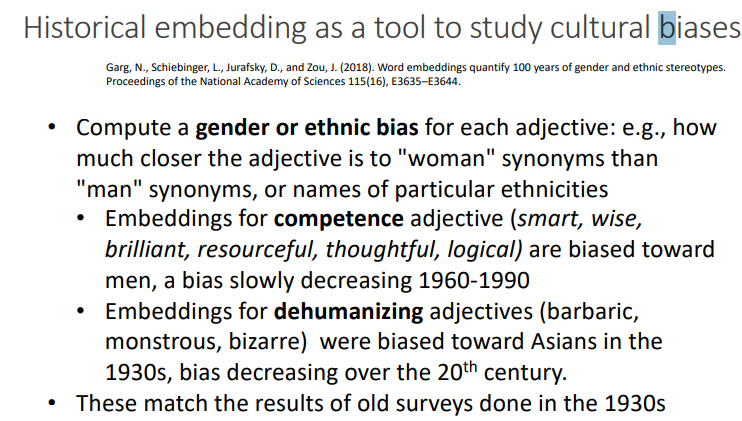 Historical embedding as a tool to study cultural biases
Garg, N., Schiebinger, L., Jurafsky, D., and Zou, J. (2018). Word embeddings quantify 100 years of gender and ethnic stereotypes.
Proceedings of the National Academy of Sciences 115(16), E3635–E3644.
• Compute a gender or ethnic bias for each adjective: e.g., how
much closer the adjective is to "woman" synonyms than
"man" synonyms, or names of particular ethnicities
• Embeddings for competence adjective (smart, wise,
brilliant, resourceful, thoughtful, logical) are biased toward
men, a bias slowly decreasing 1960-1990
• Embeddings for dehumanizing adjectives (barbaric,
monstrous, bizarre) were biased toward Asians in the
1930s, bias decreasing over the 20th century.
• These match the results of old surveys done in the 1930s